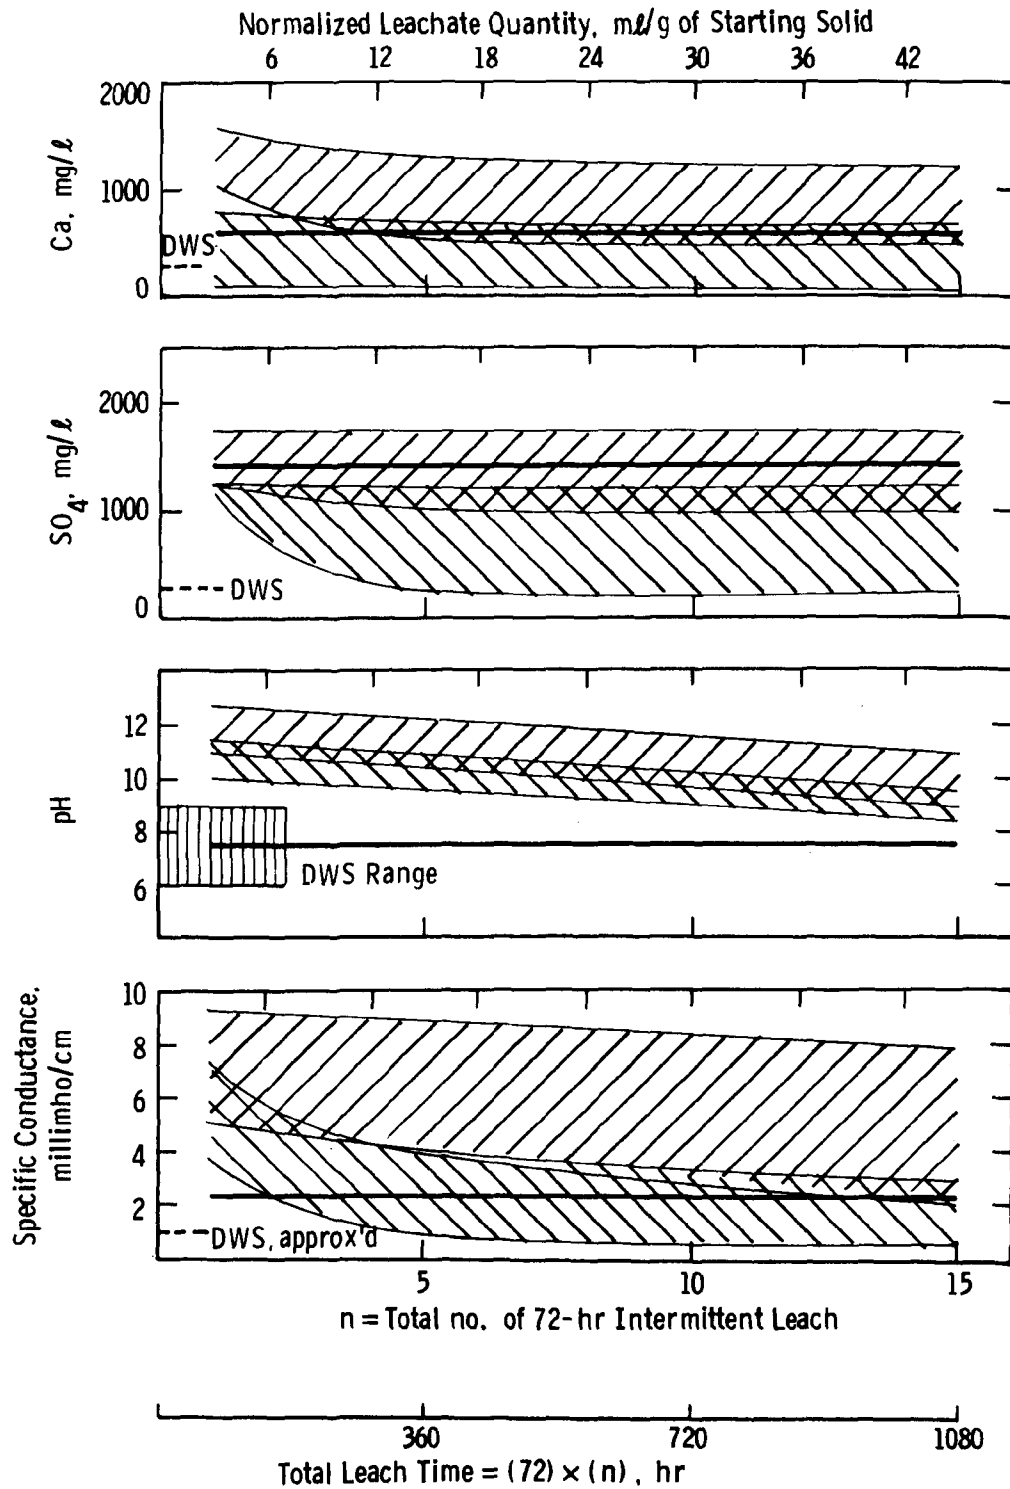 Normalized Leachate Quantity, mℓ/g of Starting Solid
6 12 18 24 30 36 42
Ca, mg/ℓ
2000
1000
DWS
0
SO4, mg/ℓ
2000
1000
DWS
0
pH
12
10
8
DWS Range
6
Specific Conductance, millimho/cm
10
8
6
4
2
DWS, approx'd
5 10 15
n = Total no. of 72-hr Intermittent Leach
360 720 1080
Total Leach Time = (72) × (n), hr